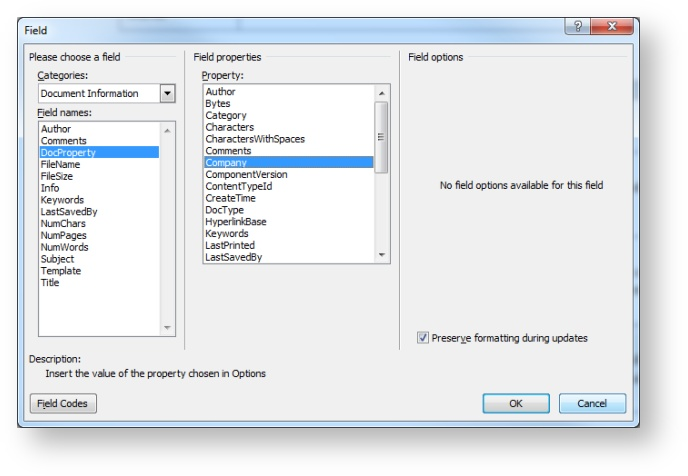 Field
Please choose a field
Categories:
Document Information
Field names:
Author
Comments
DocProperty
FileName
FileSize
Info
Keywords
LastSavedBy
NumChars
NumPages
NumWords
Subject
Template
Title
Field properties
Property:
Author
Bytes
Category
Characters
CharactersWithSpaces
Comments
Company
ComponentVersion
ContentTypeId
CreateTime
DocType
HyperlinkBase
Keywords
LastPrinted
LastSavedBy
Field options
No field options available for this field
Preserve formatting during updates
Description:
Insert the value of the property chosen in Options
Field Codes
OK
Cancel